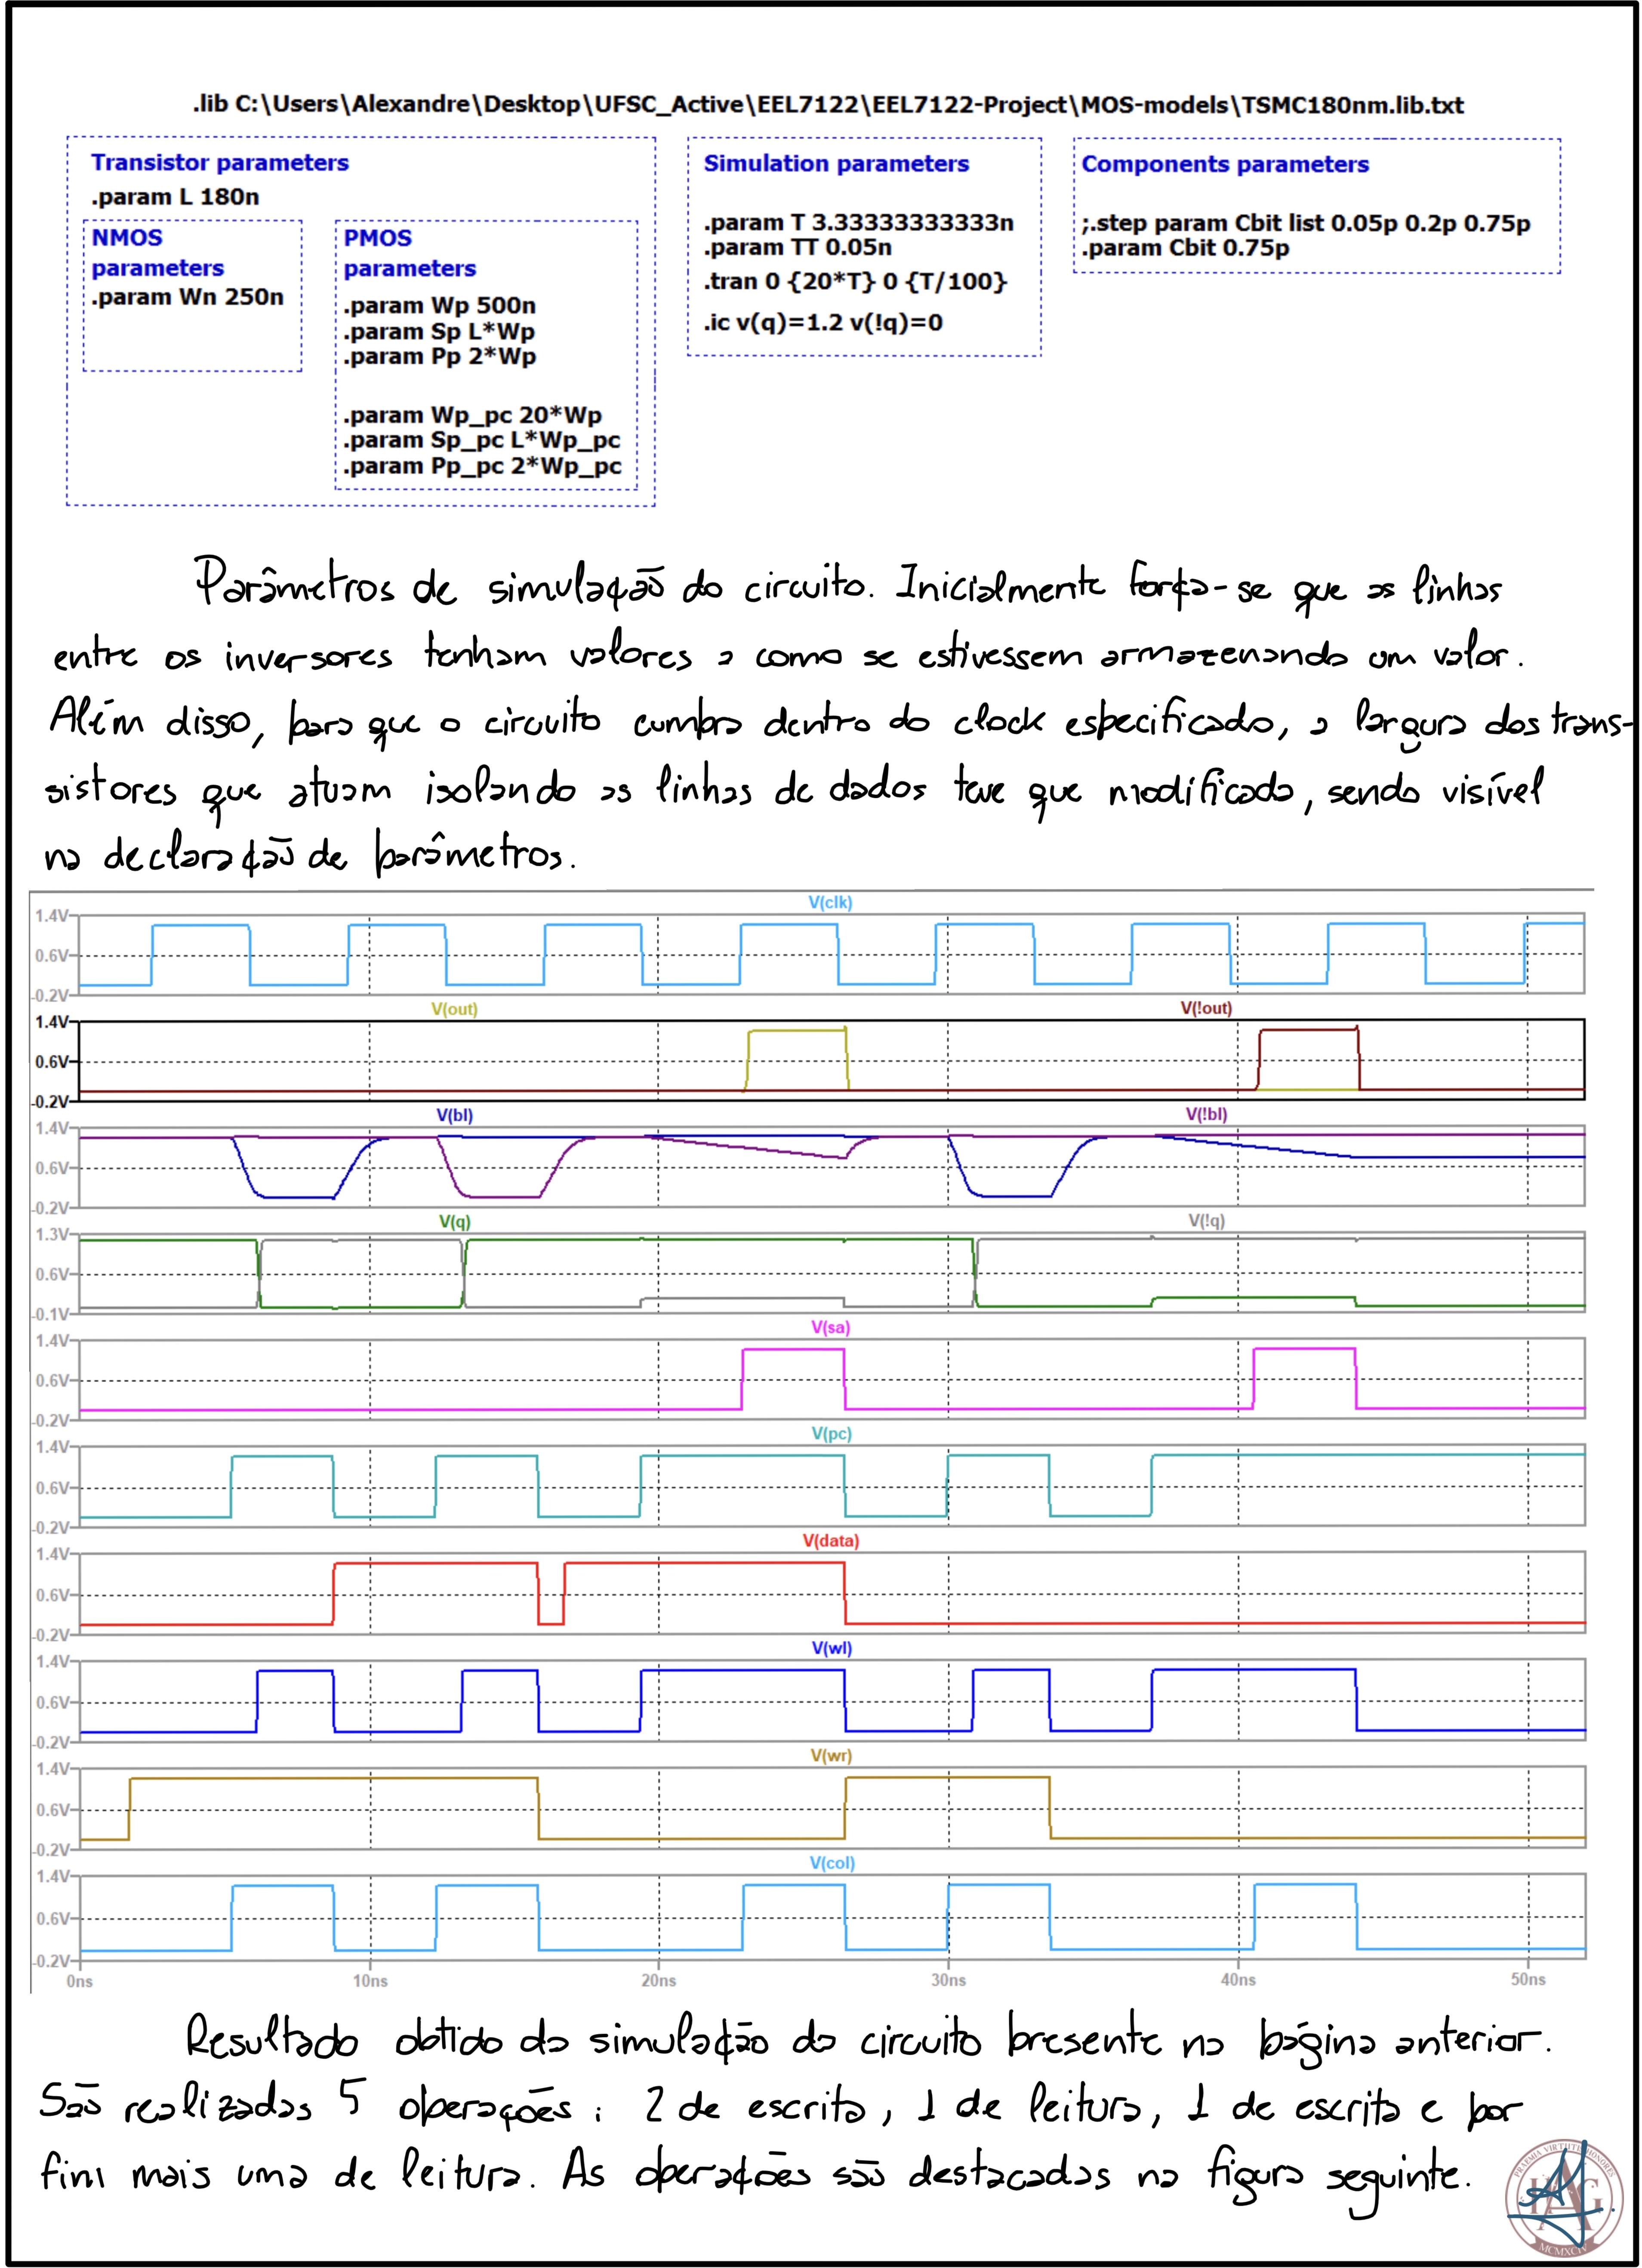 .lib C:\Users\Alexandre\Desktop\UFSC_Active\EEL7122\EEL7122-Project\MOS-models\TSMC180nm.lib.txt
Transistor parameters
.param L 180n
NMOS
parameters
.param Wn 250n
PMOS
parameters
.param Wp 500n
.param Sp L*Wp
.param Pp 2*Wp
.param Wp_pc 20*Wp
.param Sp_pc L*Wp_pc
.param Pp_pc 2*Wp_pc
Simulation parameters
.param T 3.33333333333n
.param TT 0.05n
.tran 0 {20*T} 0 {T/100}
.ic v(q)=1.2 v(!q)=0
Components parameters
;.step param Cbit list 0.05p 0.2p 0.75p
.param Cbit 0.75p
Parâmetros de simulação do circuito. Inicialmente força-se que as linhas
entre os inversores tenham valores a como se estivessem armazenando um valor.
Além disso, para que o circuito cumpra dentro do clock especificado, a largura dos trans-
sistores que atuam isolando as linhas de dados teve que modificada, sendo visível
na declaração de parâmetros.
V(clk)
1.4V
0.6V
-0.2V
V(out) V(!out)
1.4V
0.6V
-0.2V
V(bl) V(!bl)
1.4V
0.6V
-0.2V
V(q) V(!q)
1.3V
0.6V
-0.1V
V(sa)
1.4V
0.6V
-0.2V
V(pc)
1.4V
0.6V
-0.2V
V(data)
1.4V
0.6V
-0.2V
V(wl)
1.4V
0.6V
-0.2V
V(wr)
1.4V
0.6V
-0.2V
V(col)
1.4V
0.6V
-0.2V
0ns 10ns 20ns 30ns 40ns 50ns
Resultado obtido da simulação do circuito presente na página anterior.
São realizadas 5 operações: 2 de escrita, 1 de leitura, 1 de escrita e por
fim mais uma de leitura. As operações são destacadas na figura seguinte.
PRAEMIA VIRTUTIS HONORES
MCMXCIV